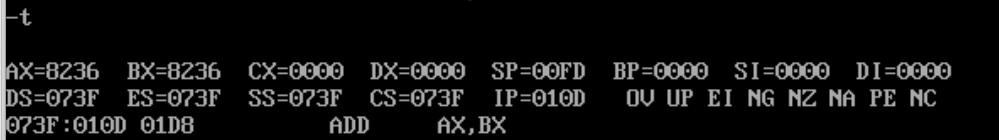 -t
AX=8236 BX=8236 CX=0000 DX=0000 SP=00FD BP=0000 SI=0000 DI=0000
DS=073F ES=073F SS=073F CS=073F IP=010D OV UP EI NG NZ NA PE NC
073F:010D 01D8 ADD AX,BX